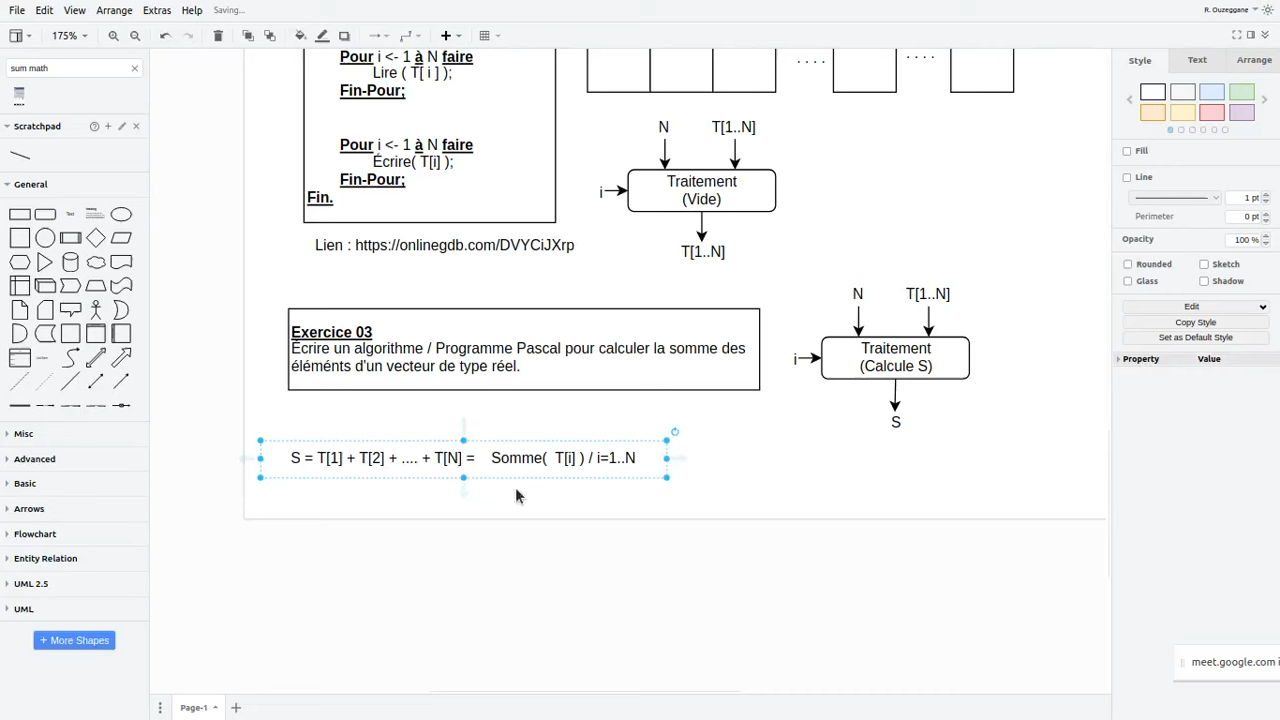 File Edit View Arrange Extras Help Saving...
R. Ouzeggane
175%
sum math
Scratchpad
General
Text
Heading
Misc
Advanced
Basic
Arrows
Flowchart
Entity Relation
UML 2.5
UML
+ More Shapes
Pour i <- 1 à N faire
Lire ( T[ i ] );
Fin-Pour;
Pour i <- 1 à N faire
Écrire( T[i] );
Fin-Pour;
Fin.
Lien : https://onlinegdb.com/DVYCiJXrp
. . . .
. . . .
N T[1..N]
i
Traitement
(Vide)
T[1..N]
Exercice 03
Écrire un algorithme / Programme Pascal pour calculer la somme des
éléménts d'un vecteur de type réel.
N T[1..N]
i
Traitement
(Calcule S)
S
S = T[1] + T[2] + .... + T[N] = Somme( T[i] ) / i=1..N
Style Text Arrange
Fill
Line
1 pt
Perimeter 0 pt
Opacity 100 %
Rounded Sketch
Glass Shadow
Edit
Copy Style
Set as Default Style
Property Value
meet.google.com i
Page-1